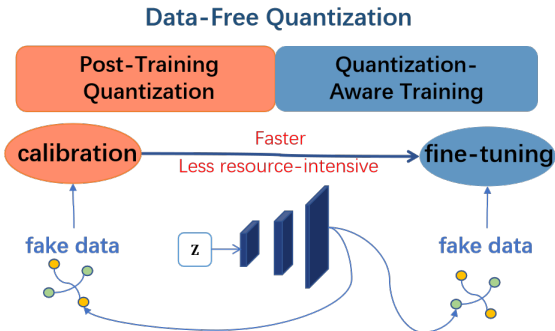 Data-Free Quantization
Post-Training
Quantization
Quantization-
Aware Training
calibration
Faster
Less resource-intensive
fine-tuning
fake data
z
fake data